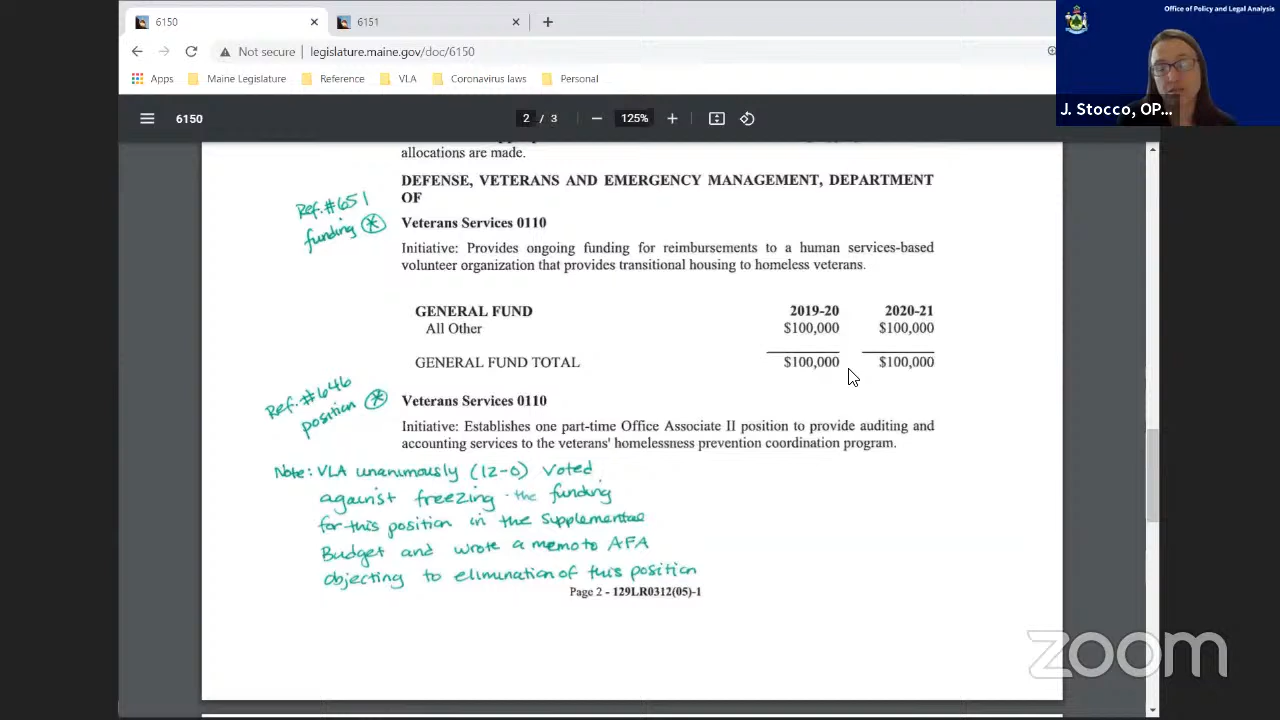 6150
6151
Office of Policy and Legal Analysis
Not secure | legislature.maine.gov/doc/6150
Apps Maine Legislature Reference VLA Coronavirus laws Personal
J. Stocco, OP...
6150 2 / 3 125%
allocations are made.
DEFENSE, VETERANS AND EMERGENCY MANAGEMENT, DEPARTMENT
OF
Ref.#651
funding
Veterans Services 0110
Initiative: Provides ongoing funding for reimbursements to a human services-based
volunteer organization that provides transitional housing to homeless veterans.
GENERAL FUND 2019-20 2020-21
All Other $100,000 $100,000
GENERAL FUND TOTAL $100,000 $100,000
Ref.#646
position
Veterans Services 0110
Initiative: Establishes one part-time Office Associate II position to provide auditing and
accounting services to the veterans' homelessness prevention coordination program.
Note: VLA unanimously (12-0) voted
against freezing the funding
for this position in the Supplemental
Budget and wrote a memo to AFA
objecting to elimination of this position
Page 2 - 129LR0312(05)-1
zoom